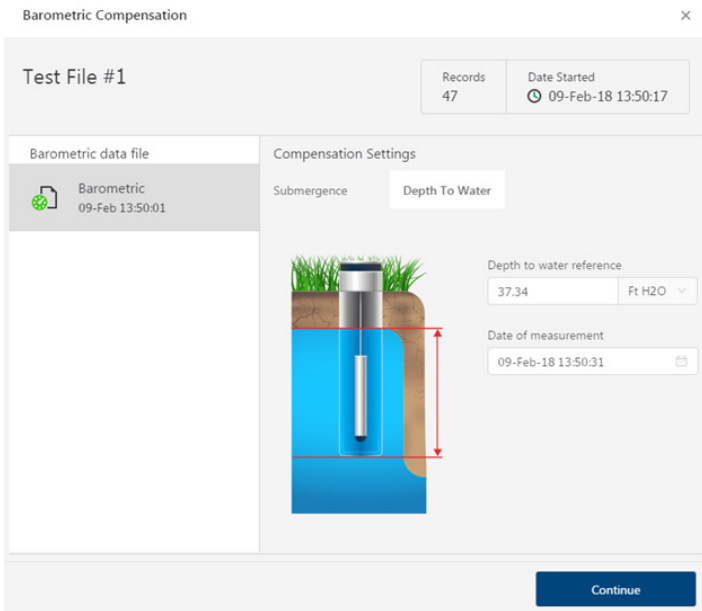 Barometric Compensation
Test File #1
Records
47
Date Started
09-Feb-18 13:50:17
Barometric data file
Barometric
09-Feb 13:50:01
Compensation Settings
Submergence
Depth To Water
Depth to water reference
37.34
Ft H2O
Date of measurement
09-Feb-18 13:50:31
Continue